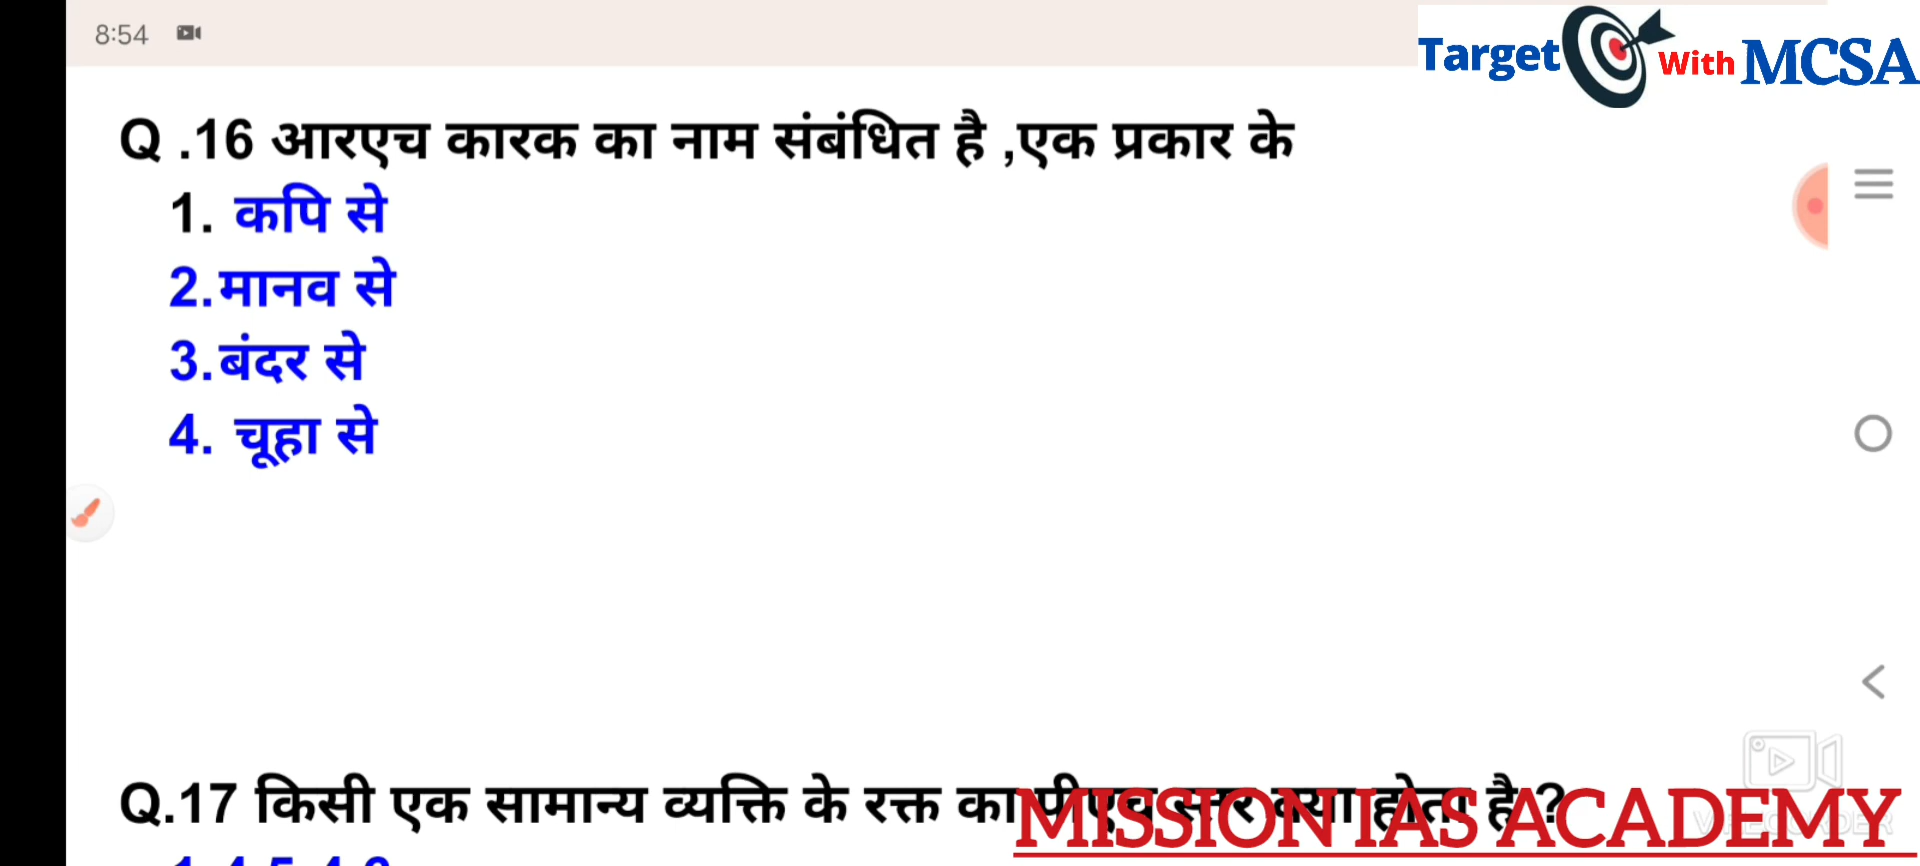 8:54
Target With MCSA
Q .16 आरएच कारक का नाम संबंधित है ,एक प्रकार के
1. कपि से
2.मानव से
3.बंदर से
4. चूहा से
Q.17 किसी एक सामान्य व्यक्ति के रक्त का पीएच स्तर क्या होता है ?
MISSION IAS ACADEMY